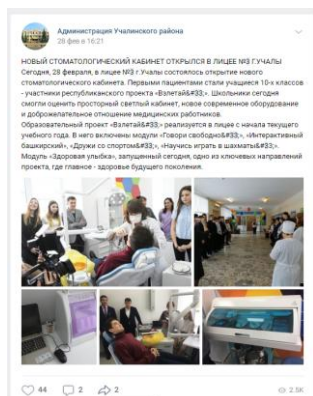 Администрация Учалинского района
28 фев в 16:21
НОВЫЙ СТОМАТОЛОГИЧЕСКИЙ КАБИНЕТ ОТКРЫЛСЯ В ЛИЦЕЕ №3 Г.УЧАЛЫ
Сегодня, 28 февраля, в лицее №3 г.Учалы состоялось открытие нового
стоматологического кабинета. Первыми пациентами стали учащиеся 10-х классов
- участники республиканского проекта «Взлетай&#33;». Школьники сегодня
смогли оценить просторный светлый кабинет, новое современное оборудование
и доброжелательное отношение медицинских работников.
Образовательный проект «Взлетай&#33;» реализуется в лицее с начала текущего
учебного года. В него включены модули «Говори свободно&#33;», «Интерактивный
башкирский», «Дружи со спортом&#33;», «Научись играть в шахматы&#33;».
Модуль «Здоровая улыбка», запущенный сегодня, одно из ключевых направлений
проекта, где главное - здоровье будущего поколения.
44 2 2 2.5K